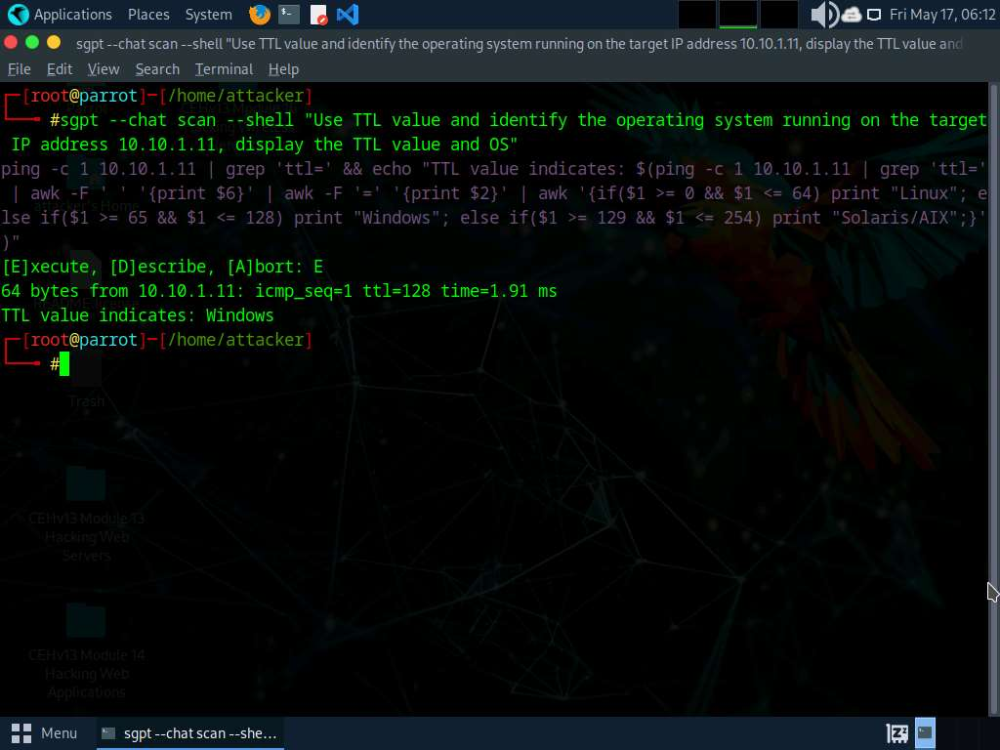 Applications Places System Fri May 17, 06:12
sgpt --chat scan --shell "Use TTL value and identify the operating system running on the target IP address 10.10.1.11, display the TTL value and
File Edit View Search Terminal Help
┌─[root@parrot]─[/home/attacker]
└──╼ #sgpt --chat scan --shell "Use TTL value and identify the operating system running on the target
IP address 10.10.1.11, display the TTL value and OS"
ping -c 1 10.10.1.11 | grep 'ttl=' && echo "TTL value indicates: $(ping -c 1 10.10.1.11 | grep 'ttl='
| awk -F ' ' '{print $6}' | awk -F '=' '{print $2}' | awk '{if($1 >= 0 && $1 <= 64) print "Linux"; e
lse if($1 >= 65 && $1 <= 128) print "Windows"; else if($1 >= 129 && $1 <= 254) print "Solaris/AIX";}'
)"
[E]xecute, [D]escribe, [A]bort: E
64 bytes from 10.10.1.11: icmp_seq=1 ttl=128 time=1.91 ms
TTL value indicates: Windows
┌─[root@parrot]─[/home/attacker]
└──╼ #
Trash
CEHv13 Module 13
Hacking Web
Servers
CEHv13 Module 14
Hacking Web
Applications
Menu sgpt --chat scan --she...